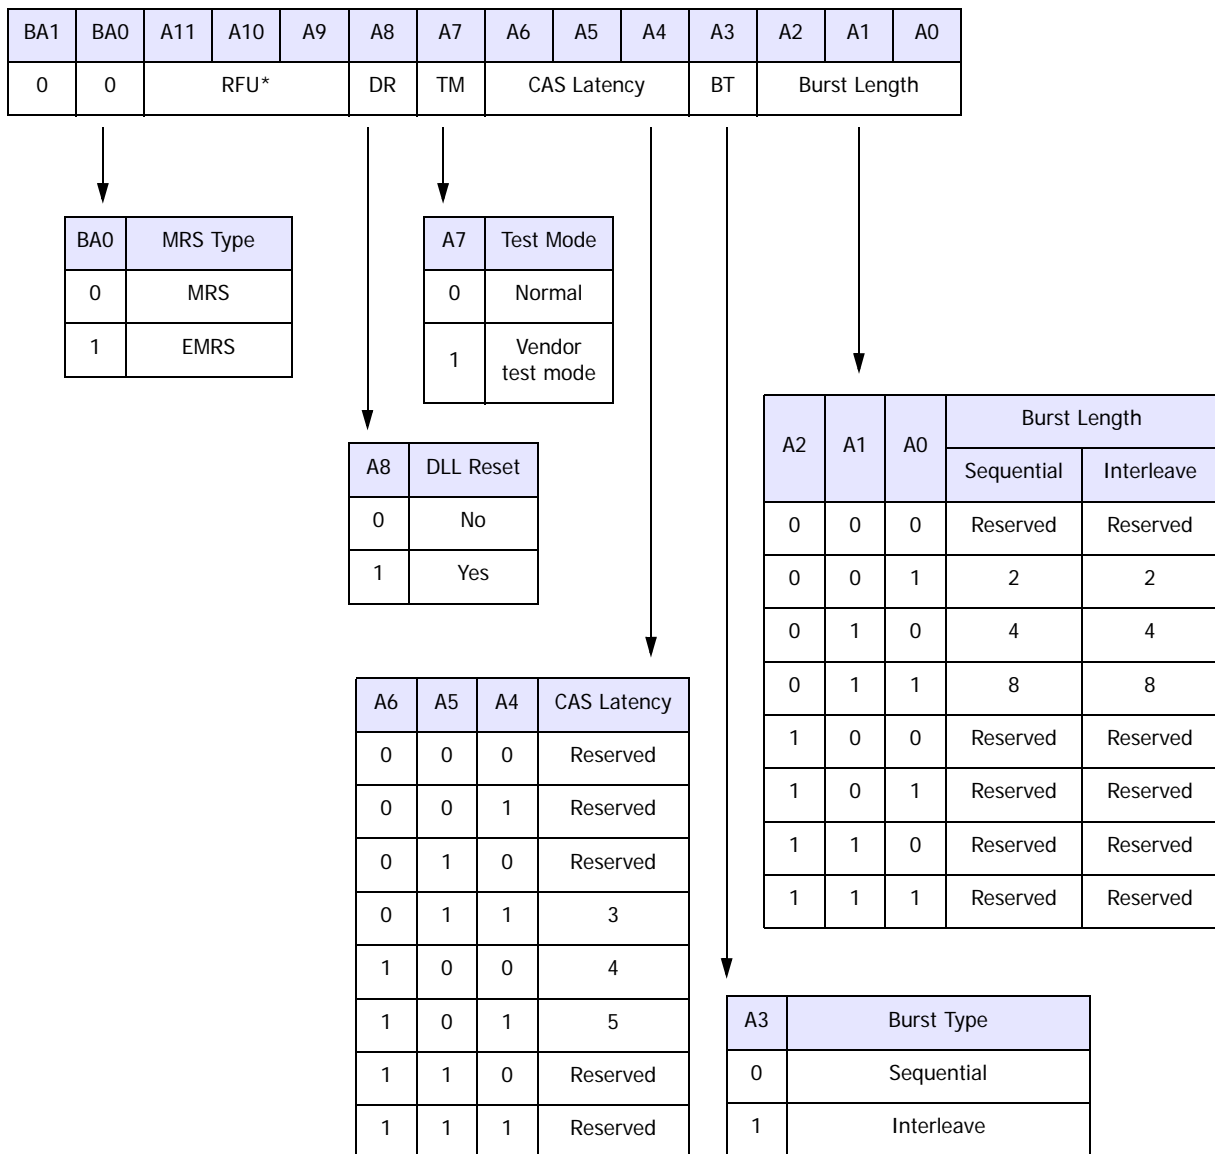 BA1 BA0 A11 A10 A9 A8 A7 A6 A5 A4 A3 A2 A1 A0
0 0 RFU* DR TM CAS Latency BT Burst Length
BA0 MRS Type
0 MRS
1 EMRS
A7 Test Mode
0 Normal
1 Vendor
test mode
A8 DLL Reset
0 No
1 Yes
A2 A1 A0 Burst Length
Sequential Interleave
0 0 0 Reserved Reserved
0 0 1 2 2
0 1 0 4 4
0 1 1 8 8
1 0 0 Reserved Reserved
1 0 1 Reserved Reserved
1 1 0 Reserved Reserved
1 1 1 Reserved Reserved
A6 A5 A4 CAS Latency
0 0 0 Reserved
0 0 1 Reserved
0 1 0 Reserved
0 1 1 3
1 0 0 4
1 0 1 5
1 1 0 Reserved
1 1 1 Reserved
A3 Burst Type
0 Sequential
1 Interleave